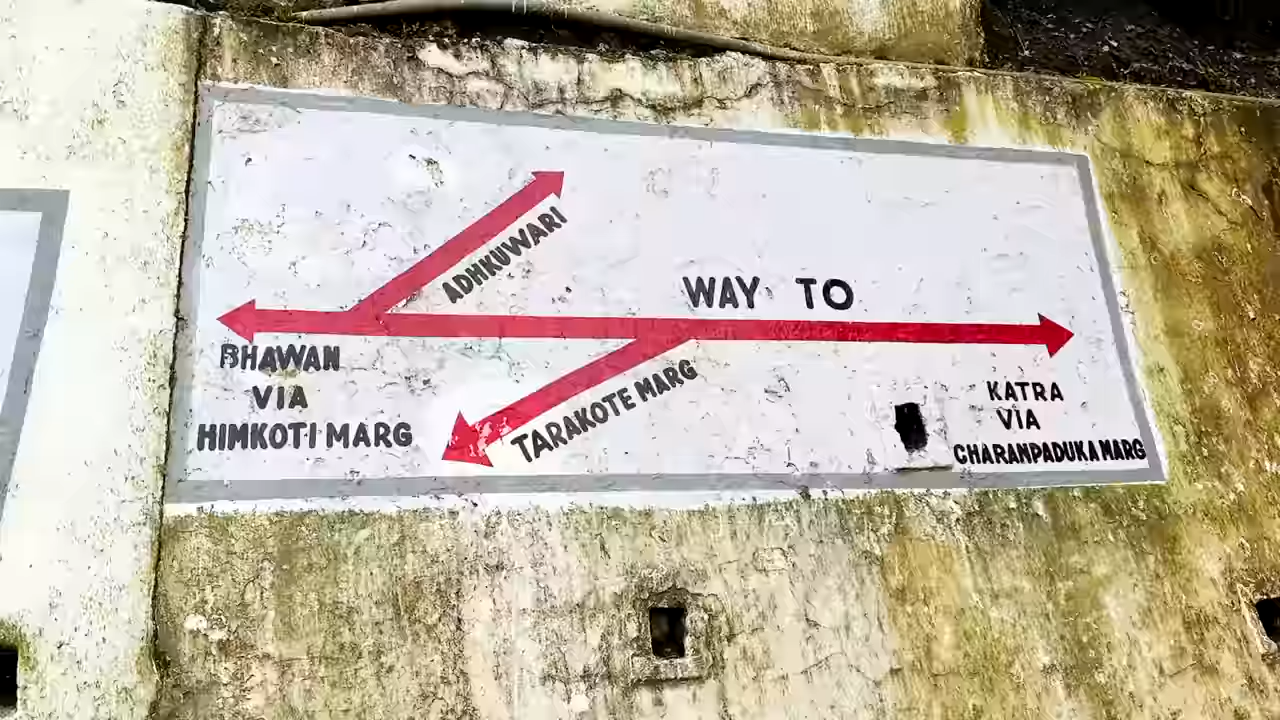 ADHKUWARI
WAY TO
BHAWAN
VIA
HIMKOTI MARG
TARAKOTE MARG
KATRA
VIA
CHARANPADUKA MARG